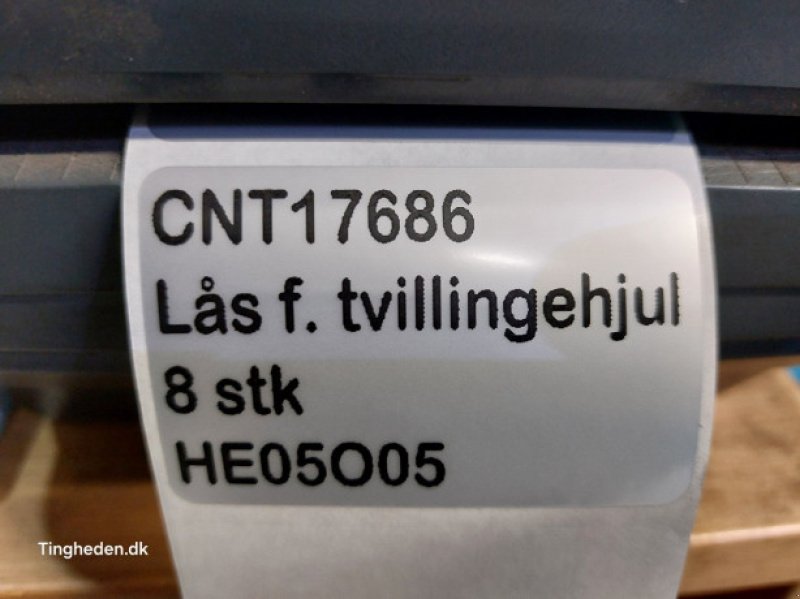 CNT17686
Lås f. tvillingehjul
8 stk
HE05O05
Tingheden.dk